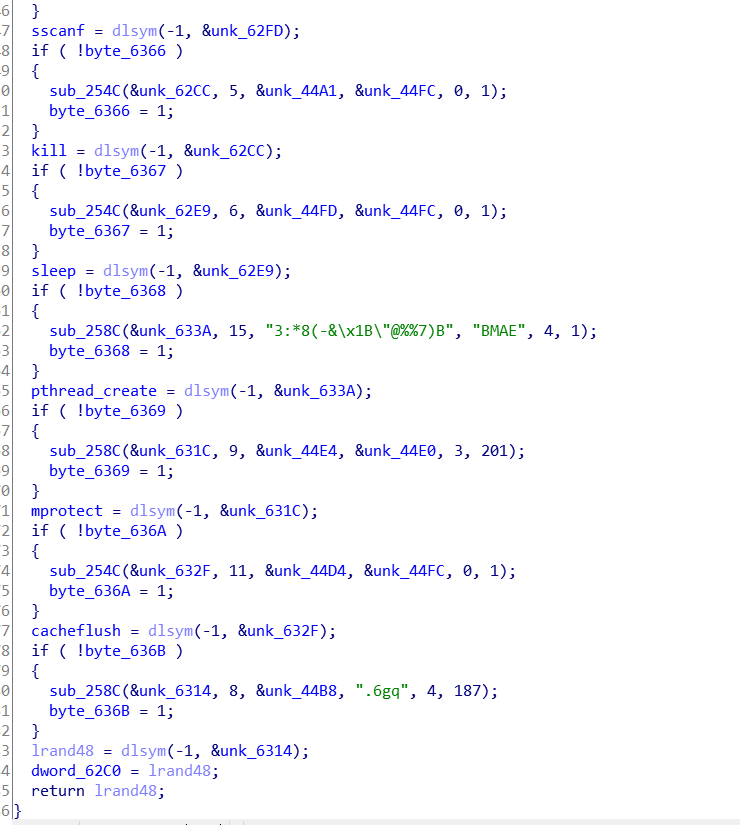 6 }
7 sscanf = dlsym(-1, &unk_62FD);
8 if ( !byte_6366 )
9 {
0 sub_254C(&unk_62CC, 5, &unk_44A1, &unk_44FC, 0, 1);
1 byte_6366 = 1;
2 }
3 kill = dlsym(-1, &unk_62CC);
4 if ( !byte_6367 )
5 {
6 sub_254C(&unk_62E9, 6, &unk_44FD, &unk_44FC, 0, 1);
7 byte_6367 = 1;
8 }
9 sleep = dlsym(-1, &unk_62E9);
0 if ( !byte_6368 )
1 {
2 sub_258C(&unk_633A, 15, "3:*8(-&\x1B\"@%%7)B", "BMAE", 4, 1);
3 byte_6368 = 1;
4 }
5 pthread_create = dlsym(-1, &unk_633A);
6 if ( !byte_6369 )
7 {
8 sub_258C(&unk_631C, 9, &unk_44E4, &unk_44E0, 3, 201);
9 byte_6369 = 1;
0 }
1 mprotect = dlsym(-1, &unk_631C);
2 if ( !byte_636A )
3 {
4 sub_254C(&unk_632F, 11, &unk_44D4, &unk_44FC, 0, 1);
5 byte_636A = 1;
6 }
7 cacheflush = dlsym(-1, &unk_632F);
8 if ( !byte_636B )
9 {
0 sub_258C(&unk_6314, 8, &unk_44B8, ".6gq", 4, 187);
1 byte_636B = 1;
2 }
3 lrand48 = dlsym(-1, &unk_6314);
4 dword_62C0 = lrand48;
5 return lrand48;
6 }